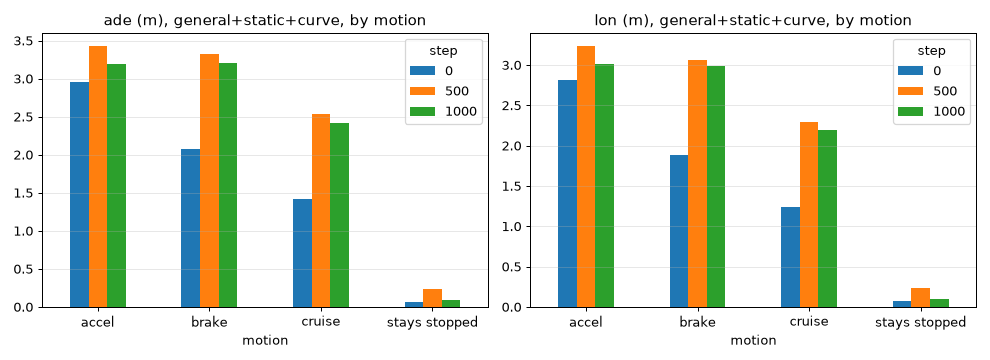 ade (m), general+static+curve, by motion
3.5
3.0
2.5
2.0
1.5
1.0
0.5
0.0
step
0
500
1000
accel brake cruise stays stopped
motion
lon (m), general+static+curve, by motion
3.0
2.5
2.0
1.5
1.0
0.5
0.0
step
0
500
1000
accel brake cruise stays stopped
motion